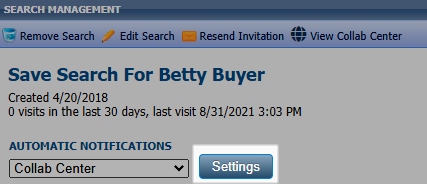 SEARCH MANAGEMENT
Remove Search Edit Search Resend Invitation View Collab Center
Save Search For Betty Buyer
Created 4/20/2018
0 visits in the last 30 days, last visit 8/31/2021 3:03 PM
AUTOMATIC NOTIFICATIONS
Collab Center Settings